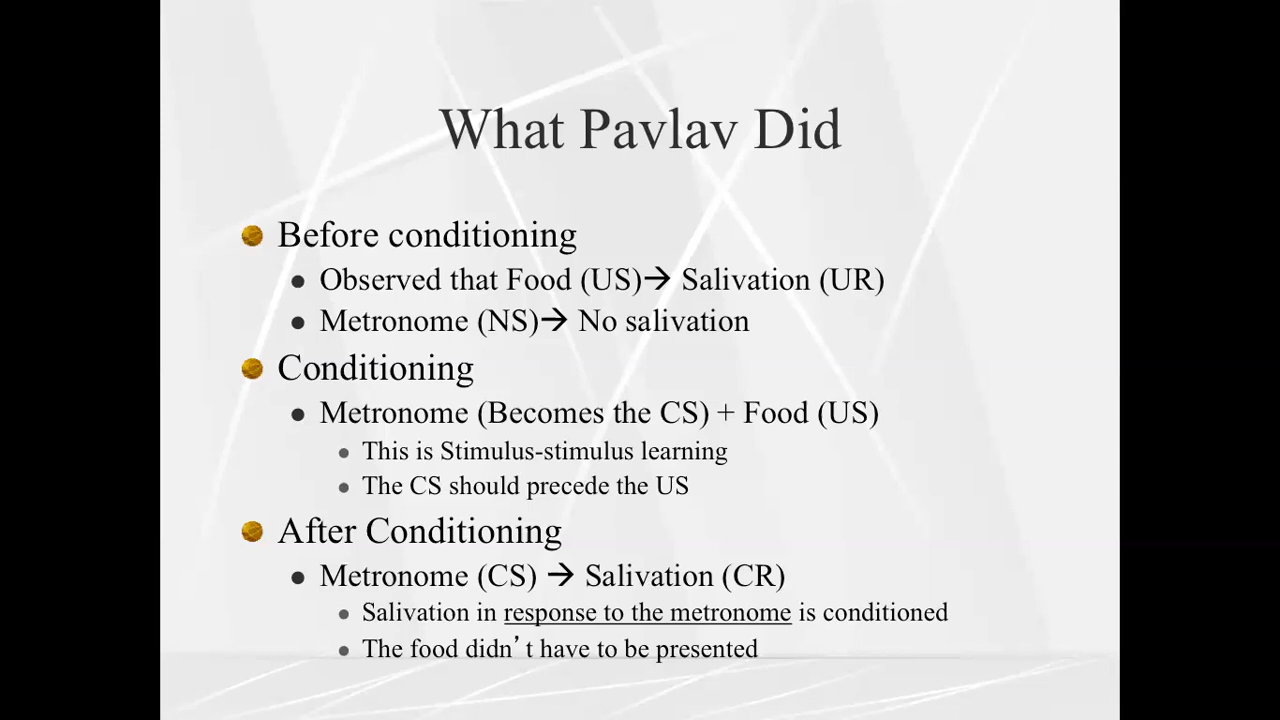 What Pavlav Did
Before conditioning
Observed that Food (US)→ Salivation (UR)
Metronome (NS)→ No salivation
Conditioning
Metronome (Becomes the CS) + Food (US)
This is Stimulus-stimulus learning
The CS should precede the US
After Conditioning
Metronome (CS) → Salivation (CR)
Salivation in response to the metronome is conditioned
The food didn’t have to be presented